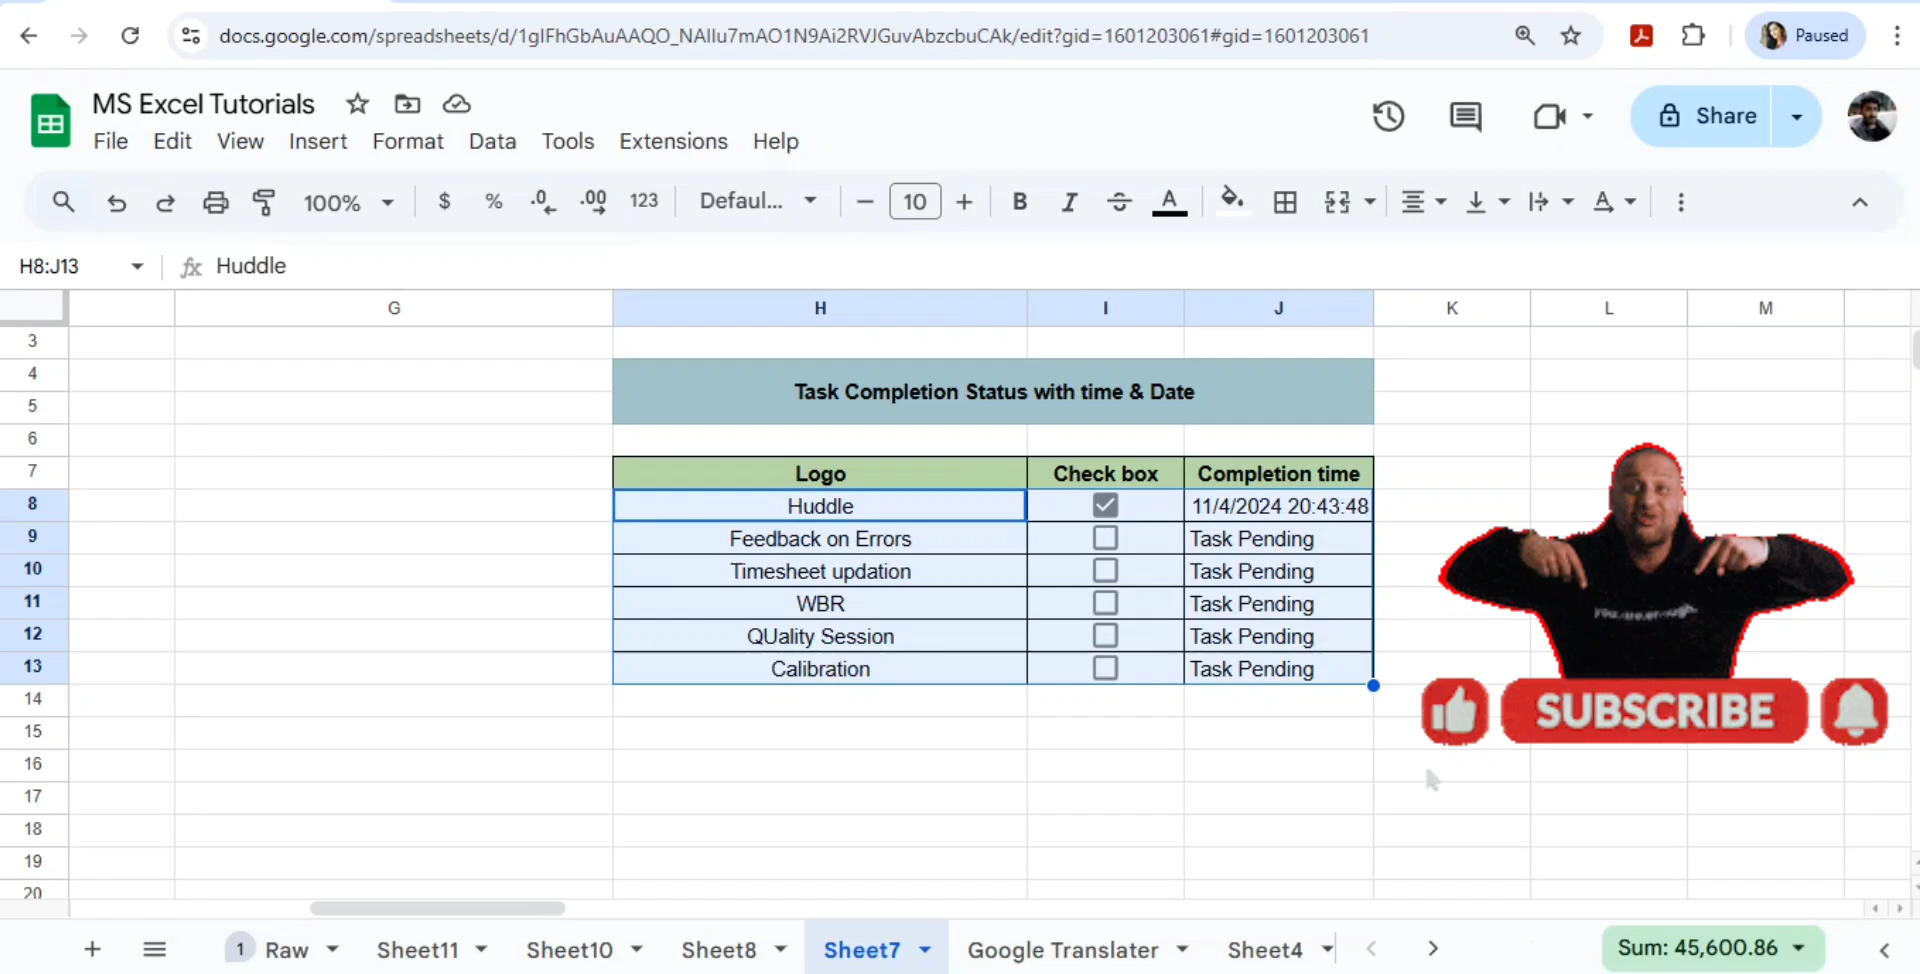 docs.google.com/spreadsheets/d/1gIFhGbAuAAQO_NAIlu7mAO1N9Ai2RVJGuvAbzcbuCAk/edit?gid=1601203061#gid=1601203061
Paused
MS Excel Tutorials
File Edit View Insert Format Data Tools Extensions Help
Share
100% $ % .0 .00 123 Defaul... 10 B I A
H8:J13 fx Huddle
G H I J K L M
3
4
Task Completion Status with time & Date
5
6
7 Logo Check box Completion time
8 Huddle 11/4/2024 20:43:48
9 Feedback on Errors Task Pending
10 Timesheet updation Task Pending
11 WBR Task Pending
12 QUality Session Task Pending
13 Calibration Task Pending
14
SUBSCRIBE
15
16
17
18
19
20
1 Raw Sheet11 Sheet10 Sheet8 Sheet7 Google Translater Sheet4 Sum: 45,600.86